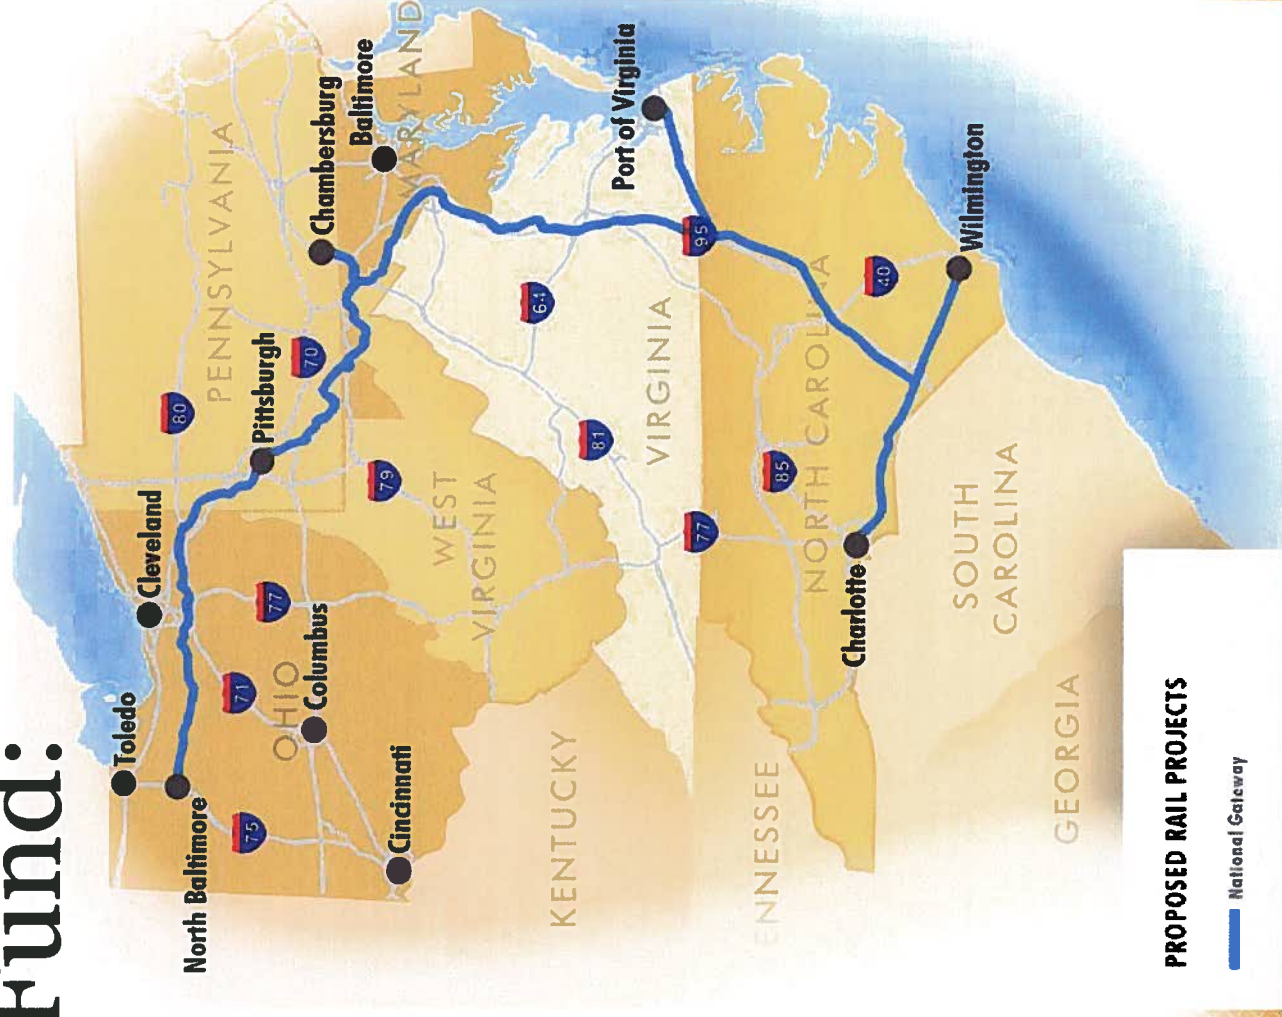 Fund:
Toledo
Cleveland
North Baltimore
Pittsburgh
Chambersburg
Baltimore
Columbus
Cincinnati
Port of Virginia
Charlotte
Wilmington
PENNSYLVANIA
MARYLAND
OHIO
WEST
VIRGINIA
VIRGINIA
KENTUCKY
NORTH CAROLINA
SOUTH
CAROLINA
GEORGIA
ENNESSEE
80
70
79
77
71
75
64
81
95
77
85
40
PROPOSED RAIL PROJECTS
National Gateway